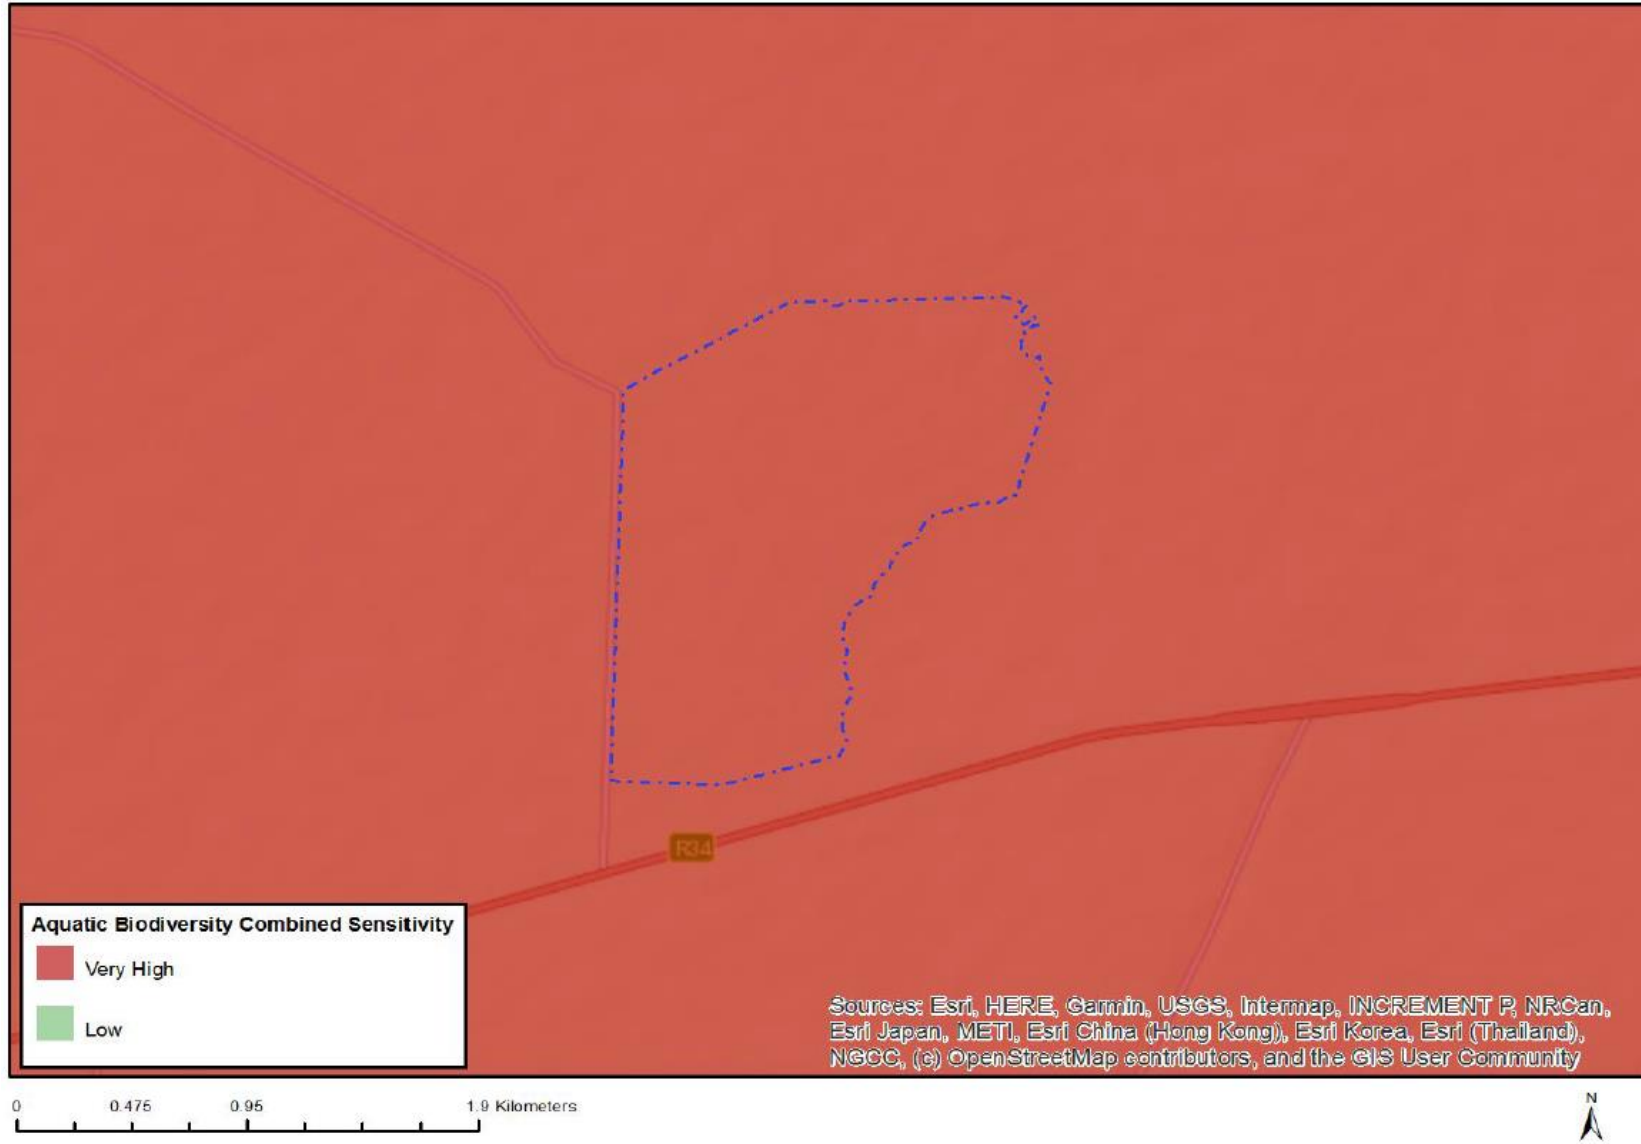 R34
Aquatic Biodiversity Combined Sensitivity
Very High
Low
Sources: Esri, HERE, Garmin, USGS, Intermap, INCREMENT P, NRCan,
Esri Japan, METI, Esri China (Hong Kong), Esri Korea, Esri (Thailand),
NGCC, (c) OpenStreetMap contributors, and the GIS User Community
0 0.475 0.95 1.9 Kilometers
N